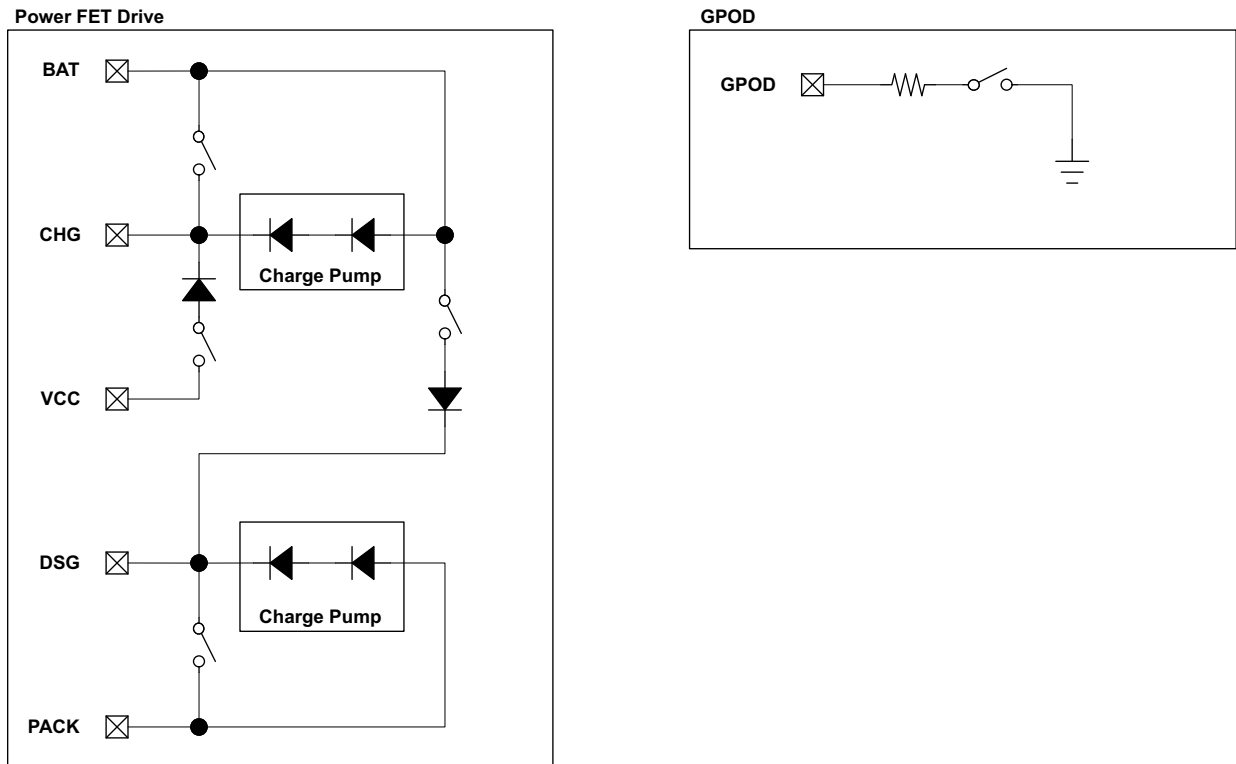 Power FET Drive
BAT
CHG
Charge Pump
VCC
DSG
Charge Pump
PACK
GPOD
GPOD